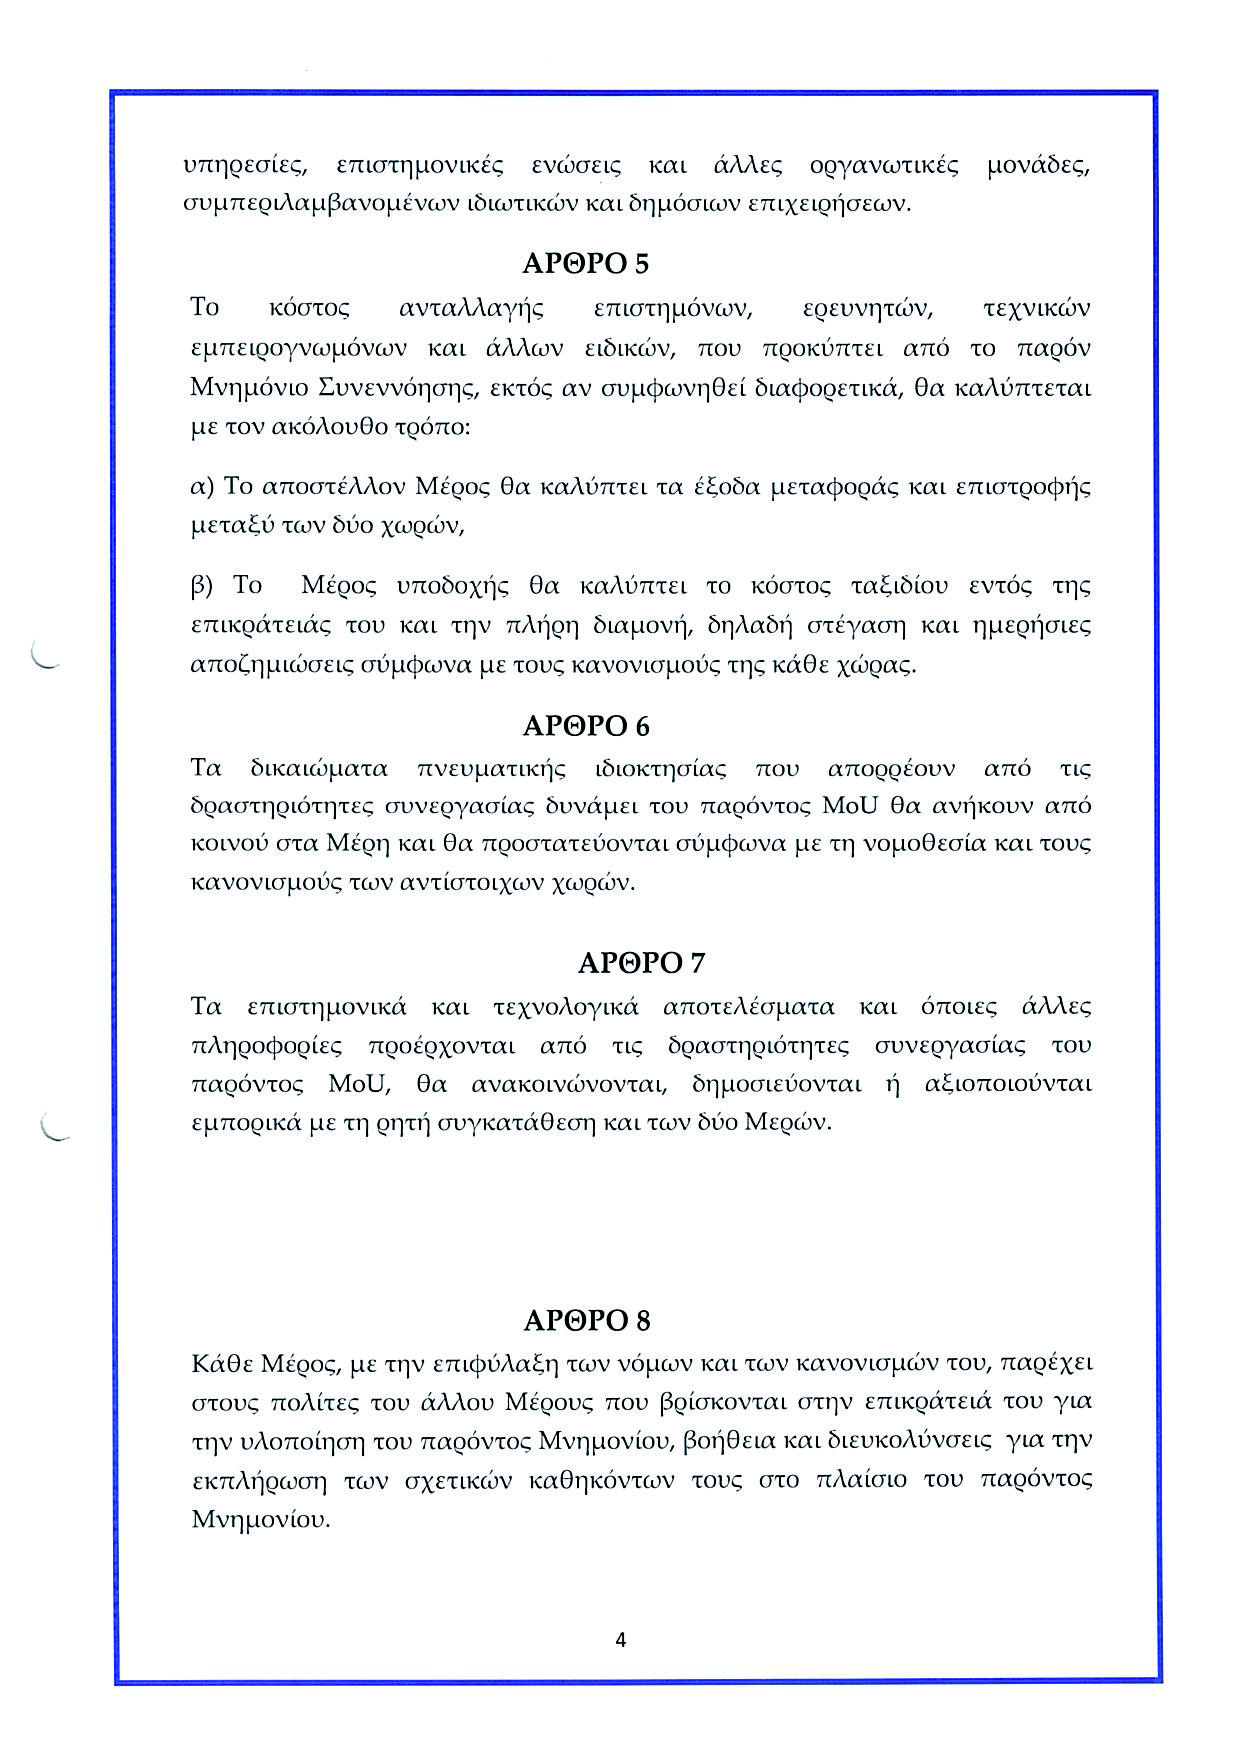 υπηρεσίες, επιστημονικές ενώσεις και άλλες οργανωτικές μονάδες,
συμπεριλαμβανομένων ιδιωτικών και δημόσιων επιχειρήσεων.
ΑΡΘΡΟ 5
Το κόστος ανταλλαγής επιστημόνων, ερευνητών, τεχνικών
εμπειρογνωμόνων και άλλων ειδικών, που προκύπτει από το παρόν
Μνημόνιο Συνεννόησης, εκτός αν συμφωνηθεί διαφορετικά, θα καλύπτεται
με τον ακόλουθο τρόπο:
α) Το αποστέλλον Μέρος θα καλύπτει τα έξοδα μεταφοράς και επιστροφής
μεταξύ των δύο χωρών,
β) Το Μέρος υποδοχής θα καλύπτει το κόστος ταξιδίου εντός της
επικράτειάς του και την πλήρη διαμονή, δηλαδή στέγαση και ημερήσιες
αποζημιώσεις σύμφωνα με τους κανονισμούς της κάθε χώρας.
ΑΡΘΡΟ 6
Τα δικαιώματα πνευματικής ιδιοκτησίας που απορρέουν από τις
δραστηριότητες συνεργασίας δυνάμει του παρόντος MoU θα ανήκουν από
κοινού στα Μέρη και θα προστατεύονται σύμφωνα με τη νομοθεσία και τους
κανονισμούς των αντίστοιχων χωρών.
ΑΡΘΡΟ 7
Τα επιστημονικά και τεχνολογικά αποτελέσματα και όποιες άλλες
πληροφορίες προέρχονται από τις δραστηριότητες συνεργασίας του
παρόντος MoU, θα ανακοινώνονται, δημοσιεύονται ή αξιοποιούνται
εμπορικά με τη ρητή συγκατάθεση και των δύο Μερών.
ΑΡΘΡΟ 8
Κάθε Μέρος, με την επιφύλαξη των νόμων και των κανονισμών του, παρέχει
στους πολίτες του άλλου Μέρους που βρίσκονται στην επικράτειά του για
την υλοποίηση του παρόντος Μνημονίου, βοήθεια και διευκολύνσεις για την
εκπλήρωση των σχετικών καθηκόντων τους στο πλαίσιο του παρόντος
Μνημονίου.
4